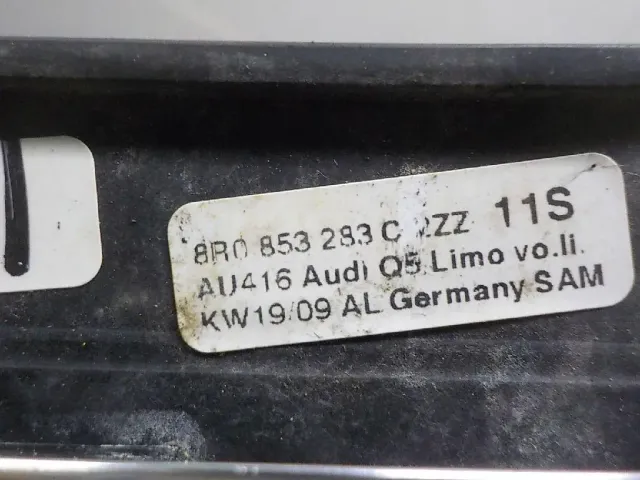 8R0 853 283 C 2ZZ 11S
AU416 Audi Q5 Limo vo.li.
KW19/09 AL Germany SAM